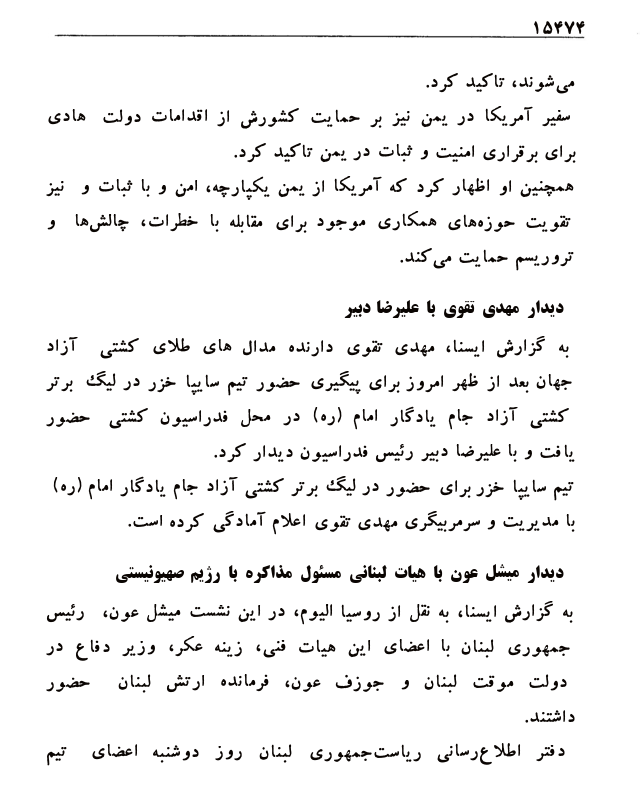 ۱۵۴۷۴
می‌شوند، تاکید کرد.
سفیر آمریکا در یمن نیز بر حمایت کشورش از اقدامات دولت هادی
برای برقراری امنیت و ثبات در یمن تاکید کرد.
همچنین او اظهار کرد که آمریکا از یمن یکپارچه، امن و با ثبات و نیز
تقویت حوزه‌های همکاری موجود برای مقابله با خطرات، چالش‌ها و
تروریسم حمایت می‌کند.
دیدار مهدی تقوی با علیرضا دبیر
به گزارش ایسنا، مهدی تقوی دارنده مدال های طلای کشتی آزاد
جهان بعد از ظهر امروز برای پیگیری حضور تیم سایپا خزر در لیگ برتر
کشتی آزاد جام یادگار امام (ره) در محل فدراسیون کشتی حضور
یافت و با علیرضا دبیر رئیس فدراسیون دیدار کرد.
تیم سایپا خزر برای حضور در لیگ برتر کشتی آزاد جام یادگار امام (ره)
با مدیریت و سرمربیگری مهدی تقوی اعلام آمادگی کرده است.
دیدار میشل عون با هیات لبنانی مسئول مذاکره با رژیم صهیونیستی
به گزارش ایسنا، به نقل از روسیا الیوم، در این نشست میشل عون، رئیس
جمهوری لبنان با اعضای این هیات فنی، زینه عکر، وزیر دفاع در
دولت موقت لبنان و جوزف عون، فرمانده ارتش لبنان حضور
داشتند.
دفتر اطلاع‌رسانی ریاست‌جمهوری لبنان روز دوشنبه اعضای تیم